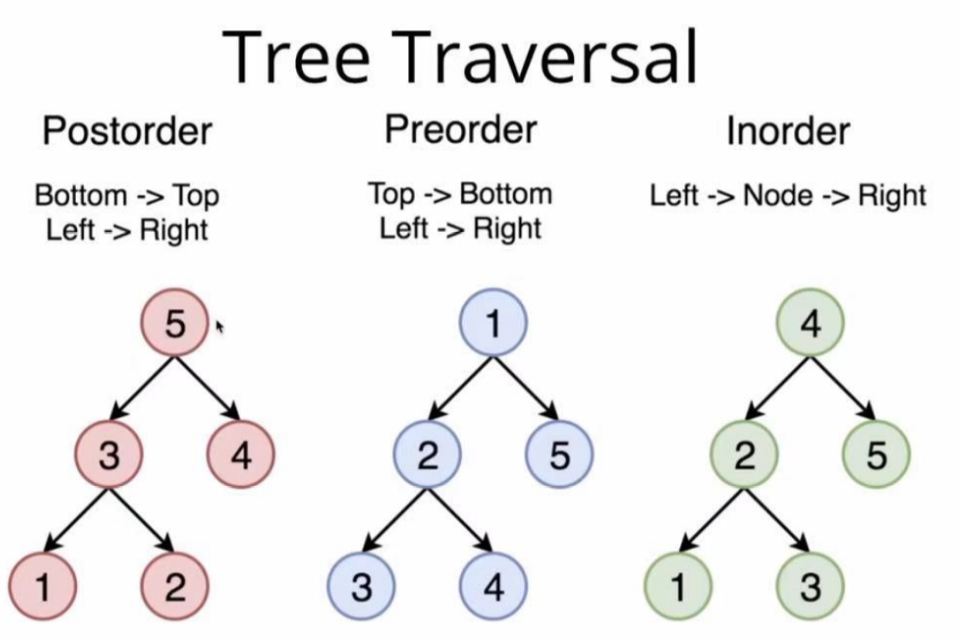 Tree Traversal
Postorder
Bottom -> Top
Left -> Right
5
3 4
1 2
Preorder
Top -> Bottom
Left -> Right
1
2 5
3 4
Inorder
Left -> Node -> Right
4
2 5
1 3